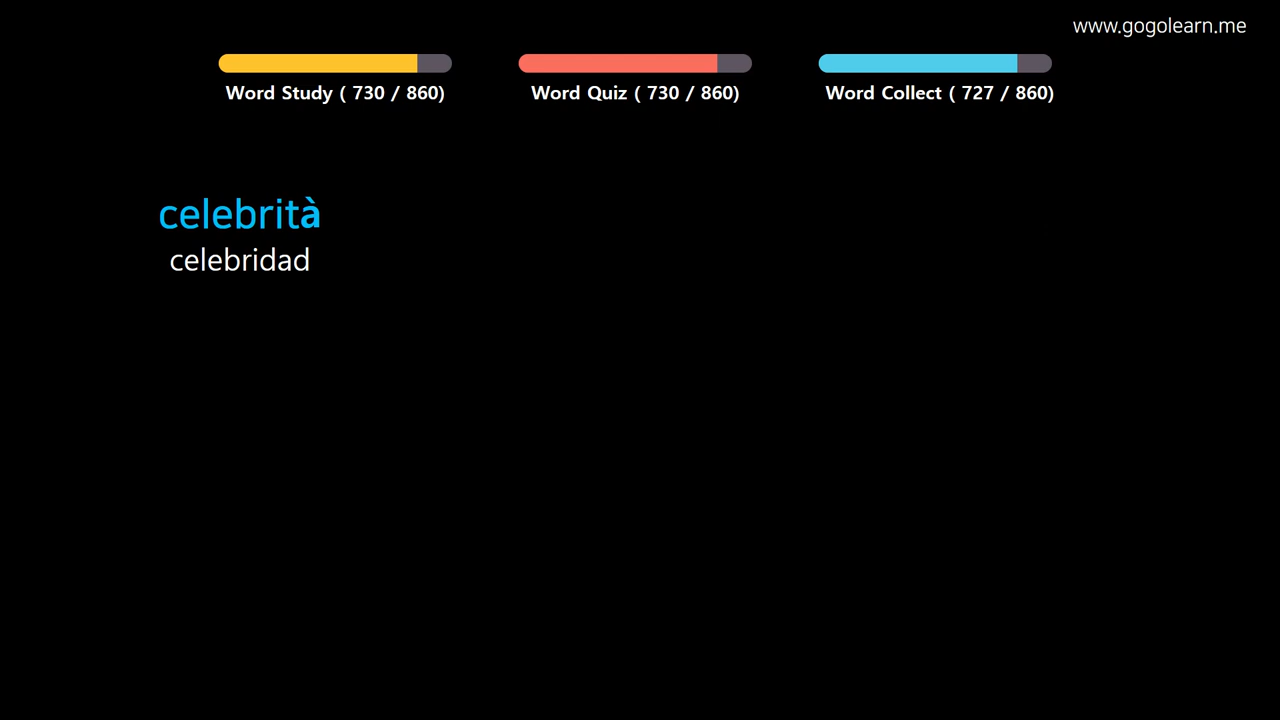 www.gogolearn.me
Word Study ( 730 / 860)
Word Quiz ( 730 / 860)
Word Collect ( 727 / 860)
celebrità
celebridad